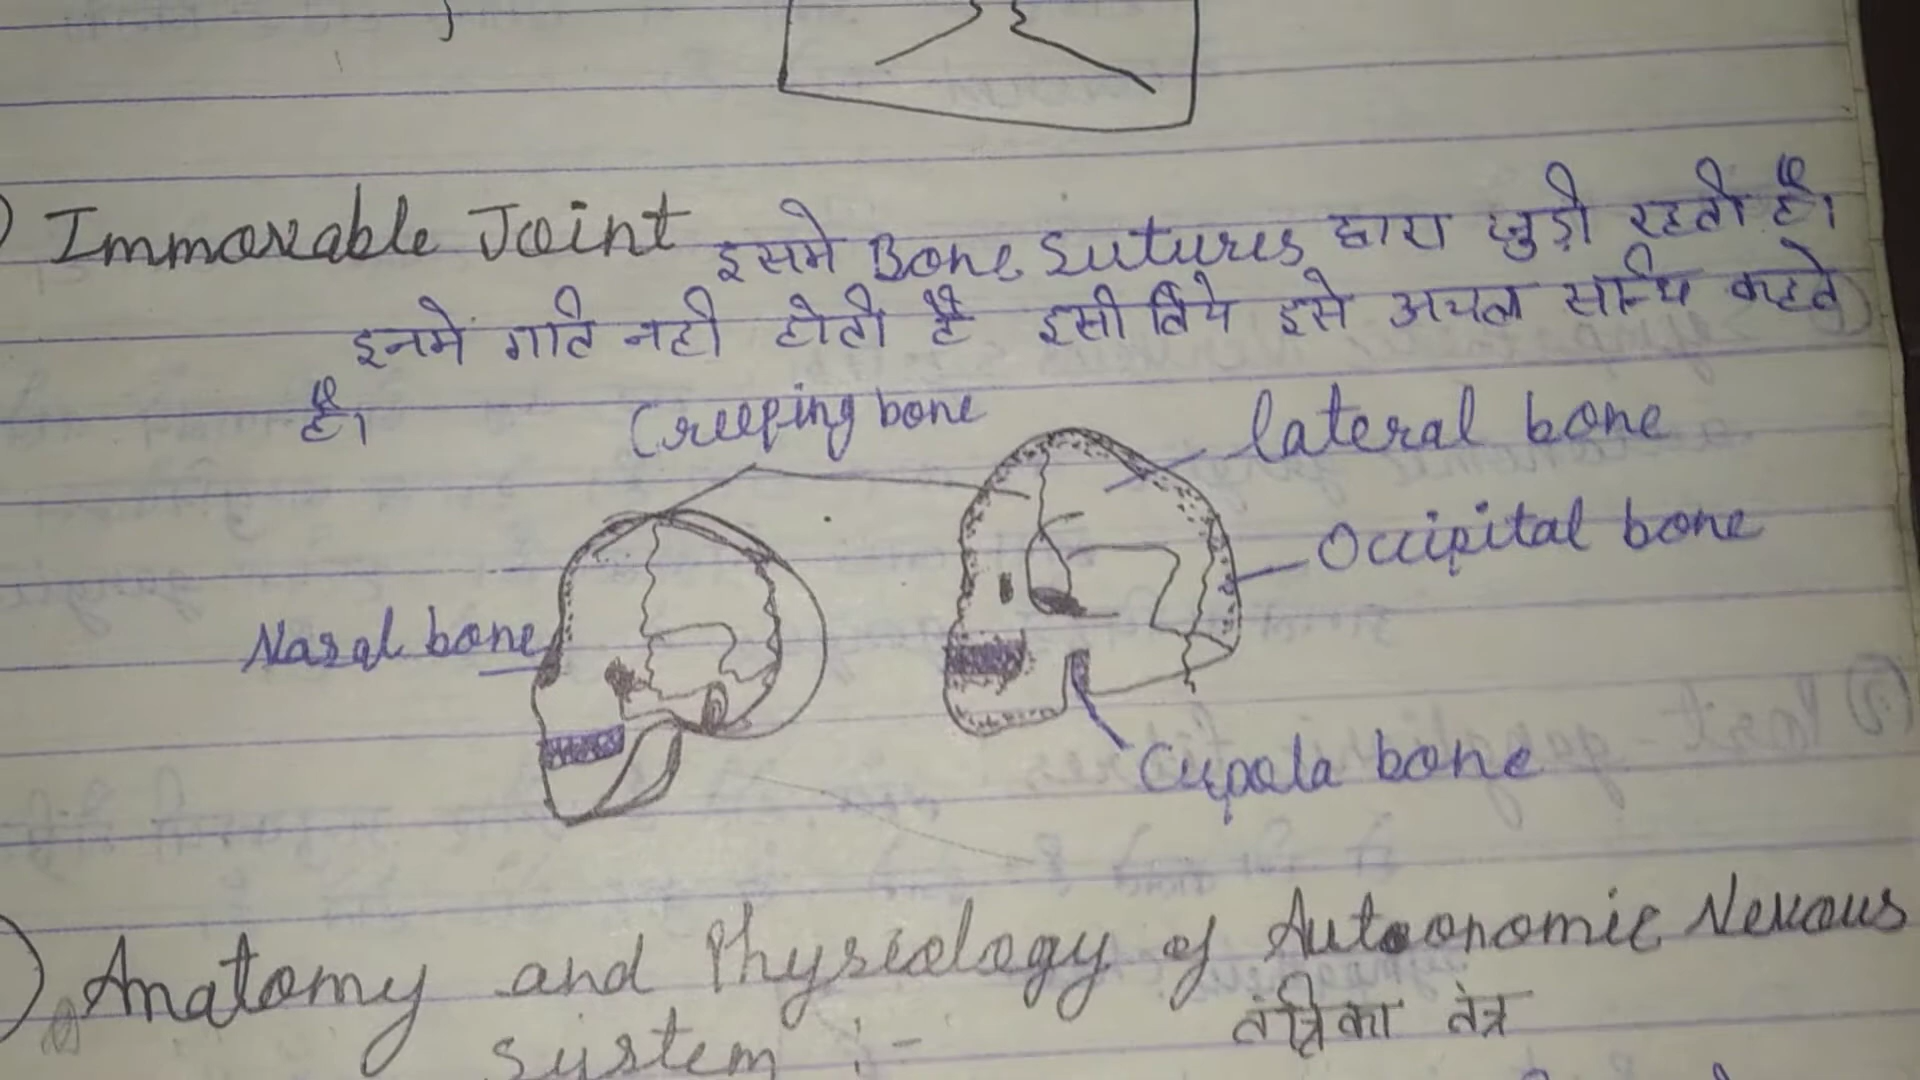 ) Immovable Joint इसमे Bone Sutures द्वारा जुड़ी रहती है।
इनमे गति नही होती है इसी लिये इसे अचल सन्धि कहते
है।
Creeping bone
lateral bone
Occipital bone
Nasal bone
Cupola bone
) Anatomy and Physiology of Autoonomic Nervous
system :-
तंत्रिका तंत्र